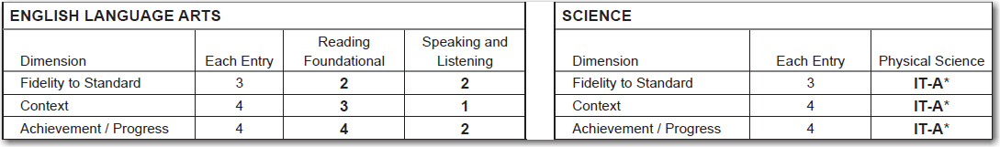 ENGLISH LANGUAGE ARTS
Dimension Each Entry Reading Foundational Speaking and Listening
Fidelity to Standard 3 2 2
Context 4 3 1
Achievement / Progress 4 4 2
SCIENCE
Dimension Each Entry Physical Science
Fidelity to Standard 3 IT-A*
Context 4 IT-A*
Achievement / Progress 4 IT-A*